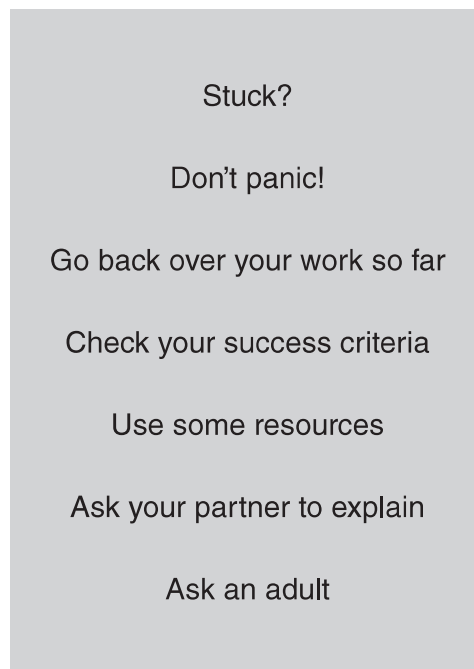 Stuck?
Don’t panic!
Go back over your work so far
Check your success criteria
Use some resources
Ask your partner to explain
Ask an adult